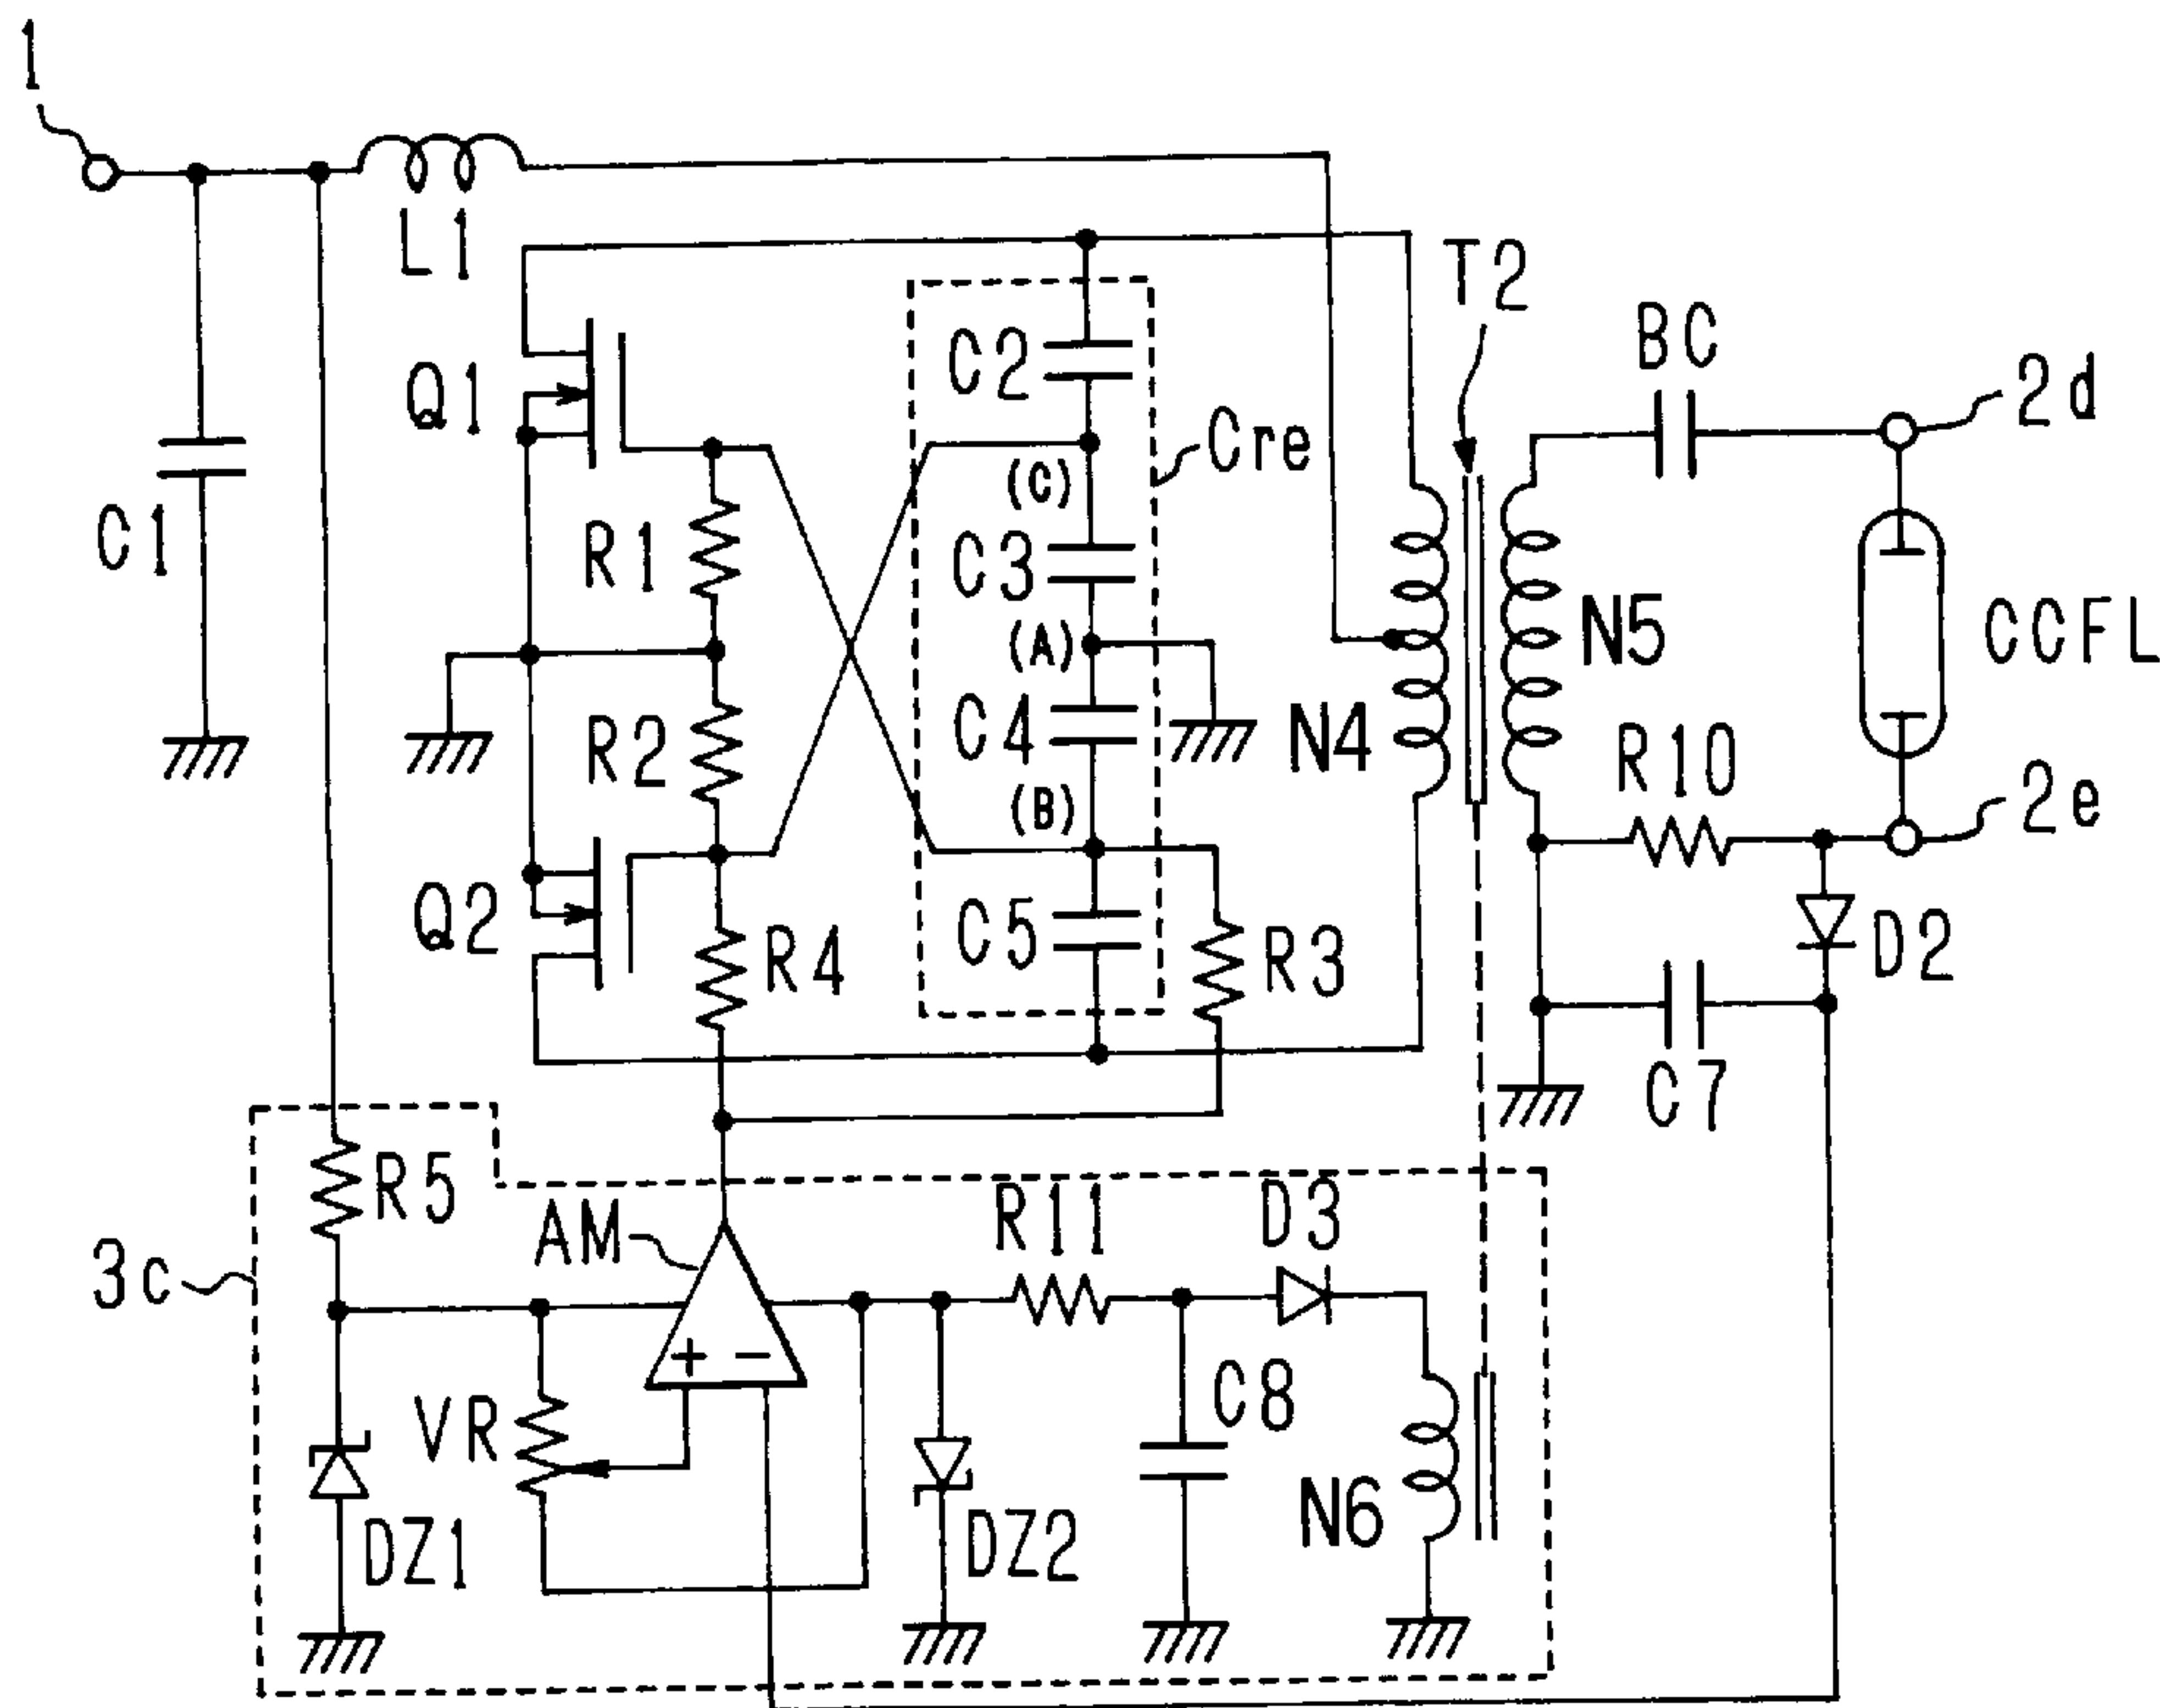 1
L1
T2
C2
BC
2d
Q1
Cre
(C)
C1
R1
C3
N5
CCFL
(A)
R2
C4
N4
R10
(B)
2e
Q2
R4
C5
R3
D2
C7
R5
AM
R11
D3
3c
+ −
VR
C8
DZ1
DZ2
N6